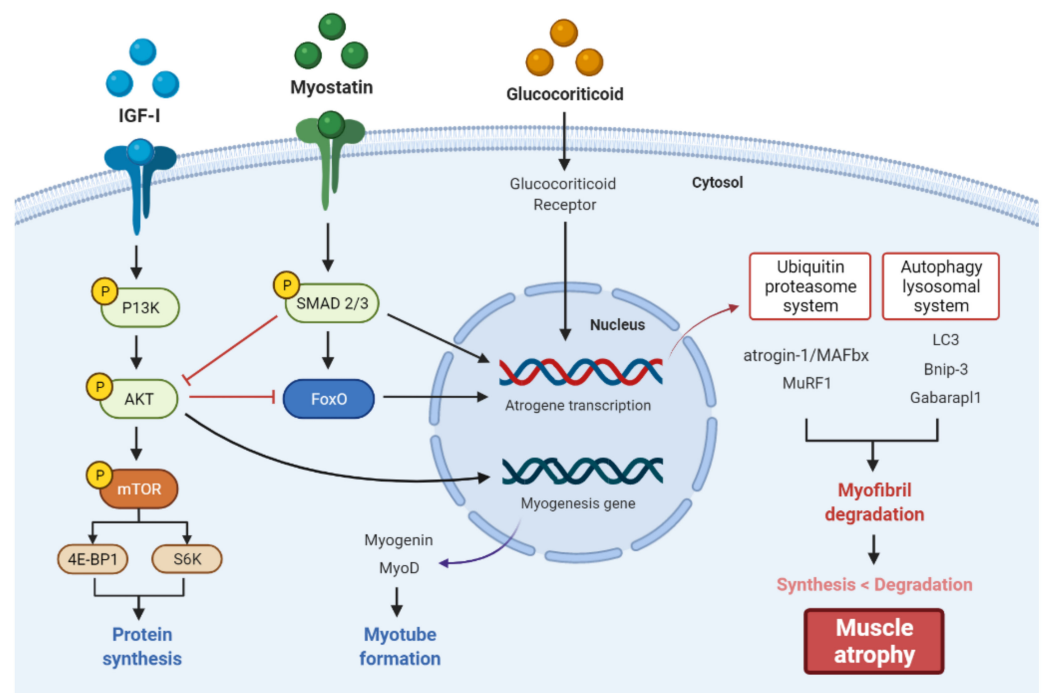 IGF-I
Myostatin
Glucocorticoid
Glucocorticoid
Receptor
Cytosol
P
P13K
P
SMAD 2/3
P
AKT
FoxO
P
mTOR
4E-BP1
S6K
Protein
synthesis
Nucleus
Atrogene transcription
Myogenesis gene
Myogenin
MyoD
Myotube
formation
Ubiquitin
proteasome
system
Autophagy
lysosomal
system
atrogin-1/MAFbx
MuRF1
LC3
Bnip-3
Gabarapl1
Myofibril
degradation
Synthesis < Degradation
Muscle
atrophy